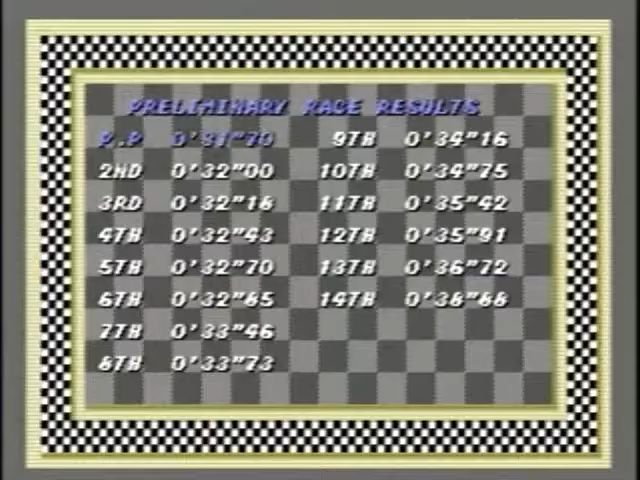 PRELIMINARY RACE RESULTS
P.P 0'31"70 9TH 0'34"16
2ND 0'32"00 10TH 0'34"75
3RD 0'32"18 11TH 0'35"42
4TH 0'32"43 12TH 0'35"91
5TH 0'32"70 13TH 0'36"72
6TH 0'32"85 14TH 0'38"88
7TH 0'33"46
8TH 0'33"73